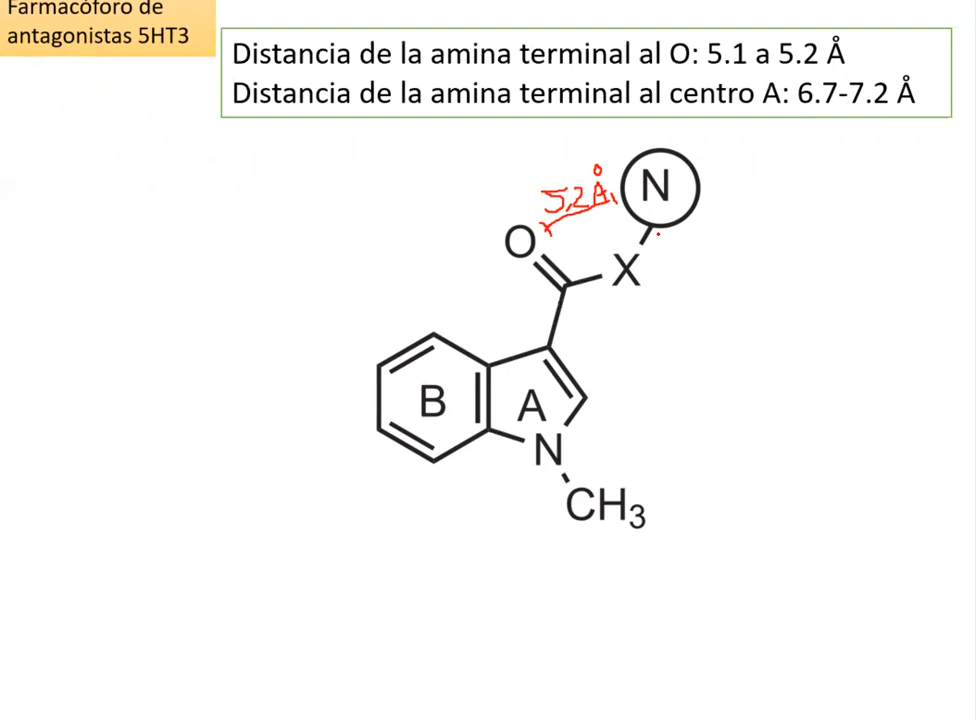 Farmacóforo de
antagonistas 5HT3
Distancia de la amina terminal al O: 5.1 a 5.2 Å
Distancia de la amina terminal al centro A: 6.7-7.2 Å
5,2 Å
N
O
X
B
A
N
CH3